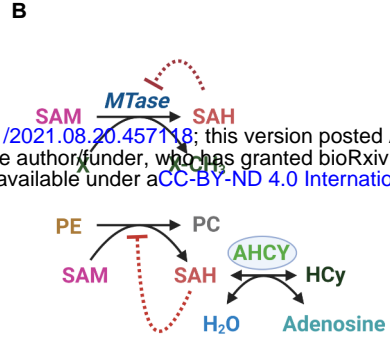 B
MTase
SAM SAH
/2021.08.20.457118; this version posted
e author/funder, who has granted bioRxiv
X X-CH₃
available under aCC-BY-ND 4.0 Internatio
PE PC
AHCY
SAM SAH HCy
H₂O Adenosine